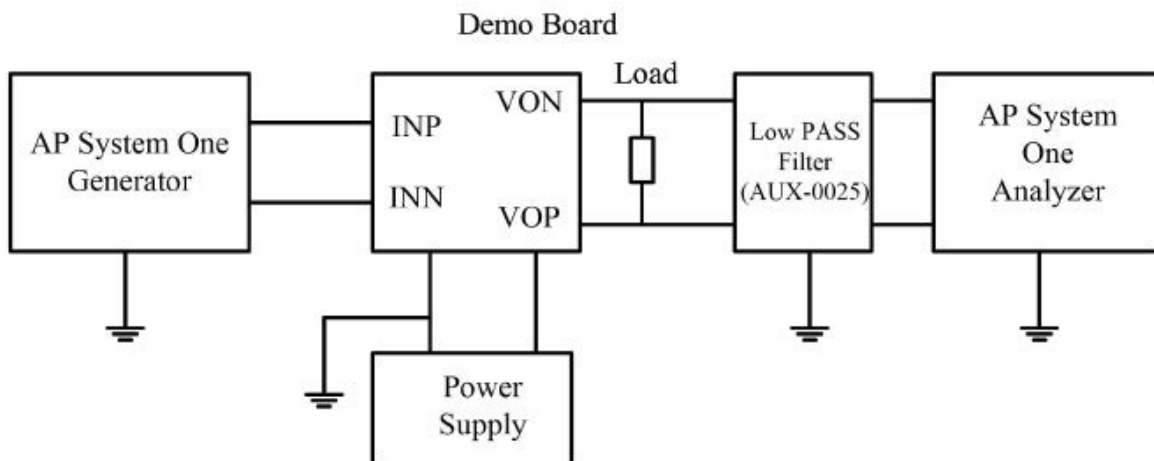 Demo Board
AP System One
Generator
INP
INN
VON
VOP
Load
Low PASS
Filter
(AUX-0025)
AP System
One
Analyzer
Power
Supply